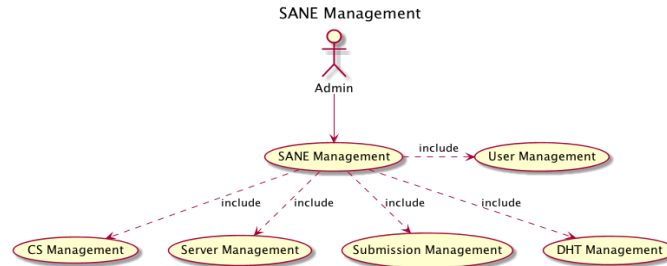 SANE Management
Admin
SANE Management
include
User Management
include
include
include
include
CS Management
Server Management
Submission Management
DHT Management